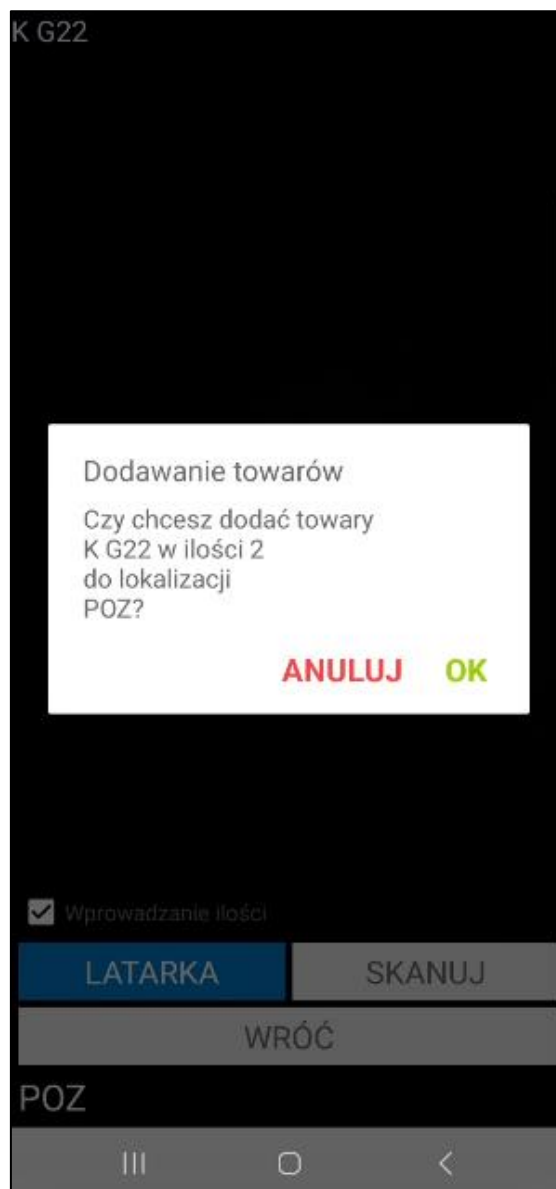 K G22
Dodawanie towarów
Czy chcesz dodać towary
K G22 w ilości 2
do lokalizacji
POZ?
ANULUJ OK
Wprowadzanie ilości
LATARKA SKANUJ
WRÓĆ
POZ